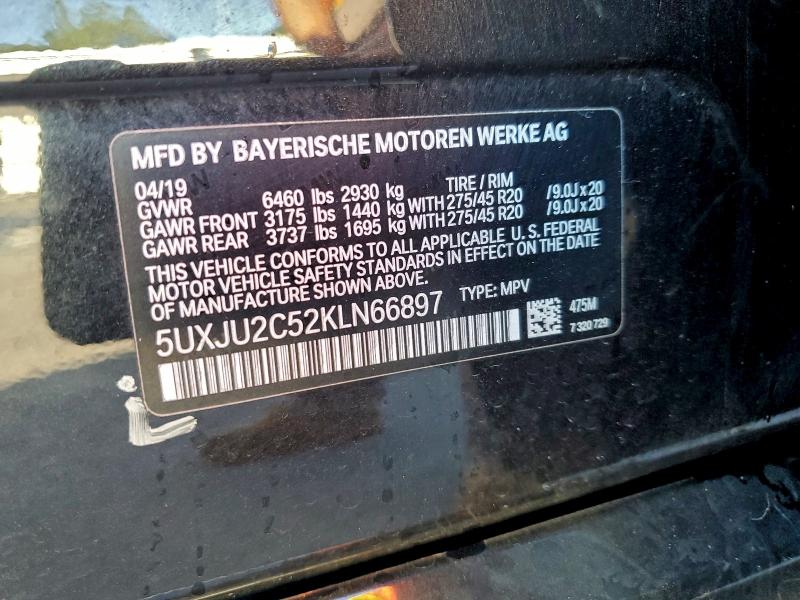 MFD BY BAYERISCHE MOTOREN WERKE AG
04/19 TIRE / RIM
GVWR 6460 lbs 2930 kg
GAWR FRONT 3175 lbs 1440 kg WITH 275/45 R20 /9.0J x 20
GAWR REAR 3737 lbs 1695 kg WITH 275/45 R20 /9.0J x 20
THIS VEHICLE CONFORMS TO ALL APPLICABLE U.S. FEDERAL
MOTOR VEHICLE SAFETY STANDARDS IN EFFECT ON THE DATE
OF MANUFACTURE SHOWN ABOVE.
5UXJU2C52KLN66897 TYPE: MPV
475M
7 320 729